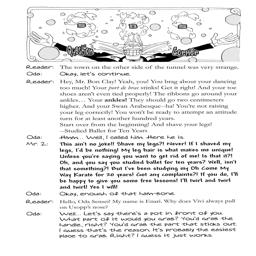 Reader: The town on the other side of the tunnel was very strange.
Oda: Okay, let's continue.
Reader: Hey, Mr. Bon Clay! Yeah, you! You brag about your dancing
too much! Your put de bras stinks! Get it right! And your toe
shoes aren't even tied properly! The ribbons go around your
ankles... Your ankles! They should go two centimeters
higher. And your Swan Arabesque–ha! You're not raising
your leg correctly! You won't be ready to attempt an attitude
turn for at least another hundred years.
Start over from the beginning! And shave your legs!
–Studied Ballet for Ten Years
Oda: Hmm... Well, I called him. Here he is.
Mr. 2: This ain't no joke!! Shave my legs?! Never! If I shaved my
legs, I'd be nothing! My leg hair is what makes me unique!
Unless you're saying you want to get rid of me! Is that it?!
Oh, and you say you studied ballet for ten years? Well, isn't
that something?! But I've been studying my Oh Come My
Way Karate for 20 years! Got any complaints?! If you do, I'll
be happy to give you some free lessons! I'll twirl and twirl
and twirl! Yes I will!
Oda: Okay, enough of that ham-bone.
Reader: Hello, Oda Sensei! My name is Emari. Why does Vivi always pull
on Usopp's nose?
Oda: Well... Let's say there's a pot in front of you.
What part of it would you grab? You'd grab the
handle, right? You'd grab the part that sticks out.
I guess that's the reason. It's probably the easiest
place to grab. Right? I guess it just works.